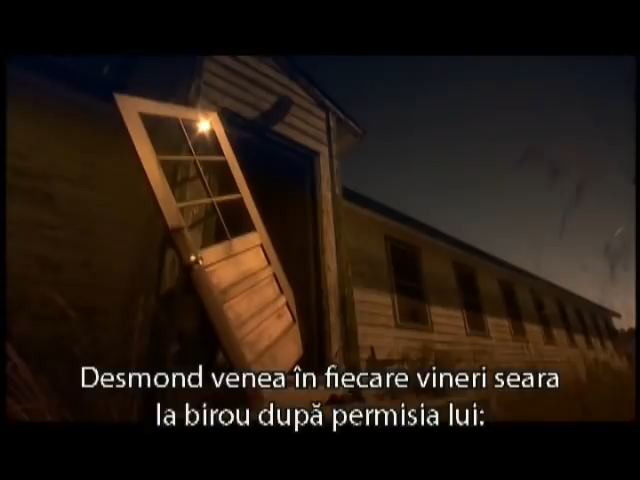 Desmond venea în fiecare vineri seara
la birou după permisia lui: